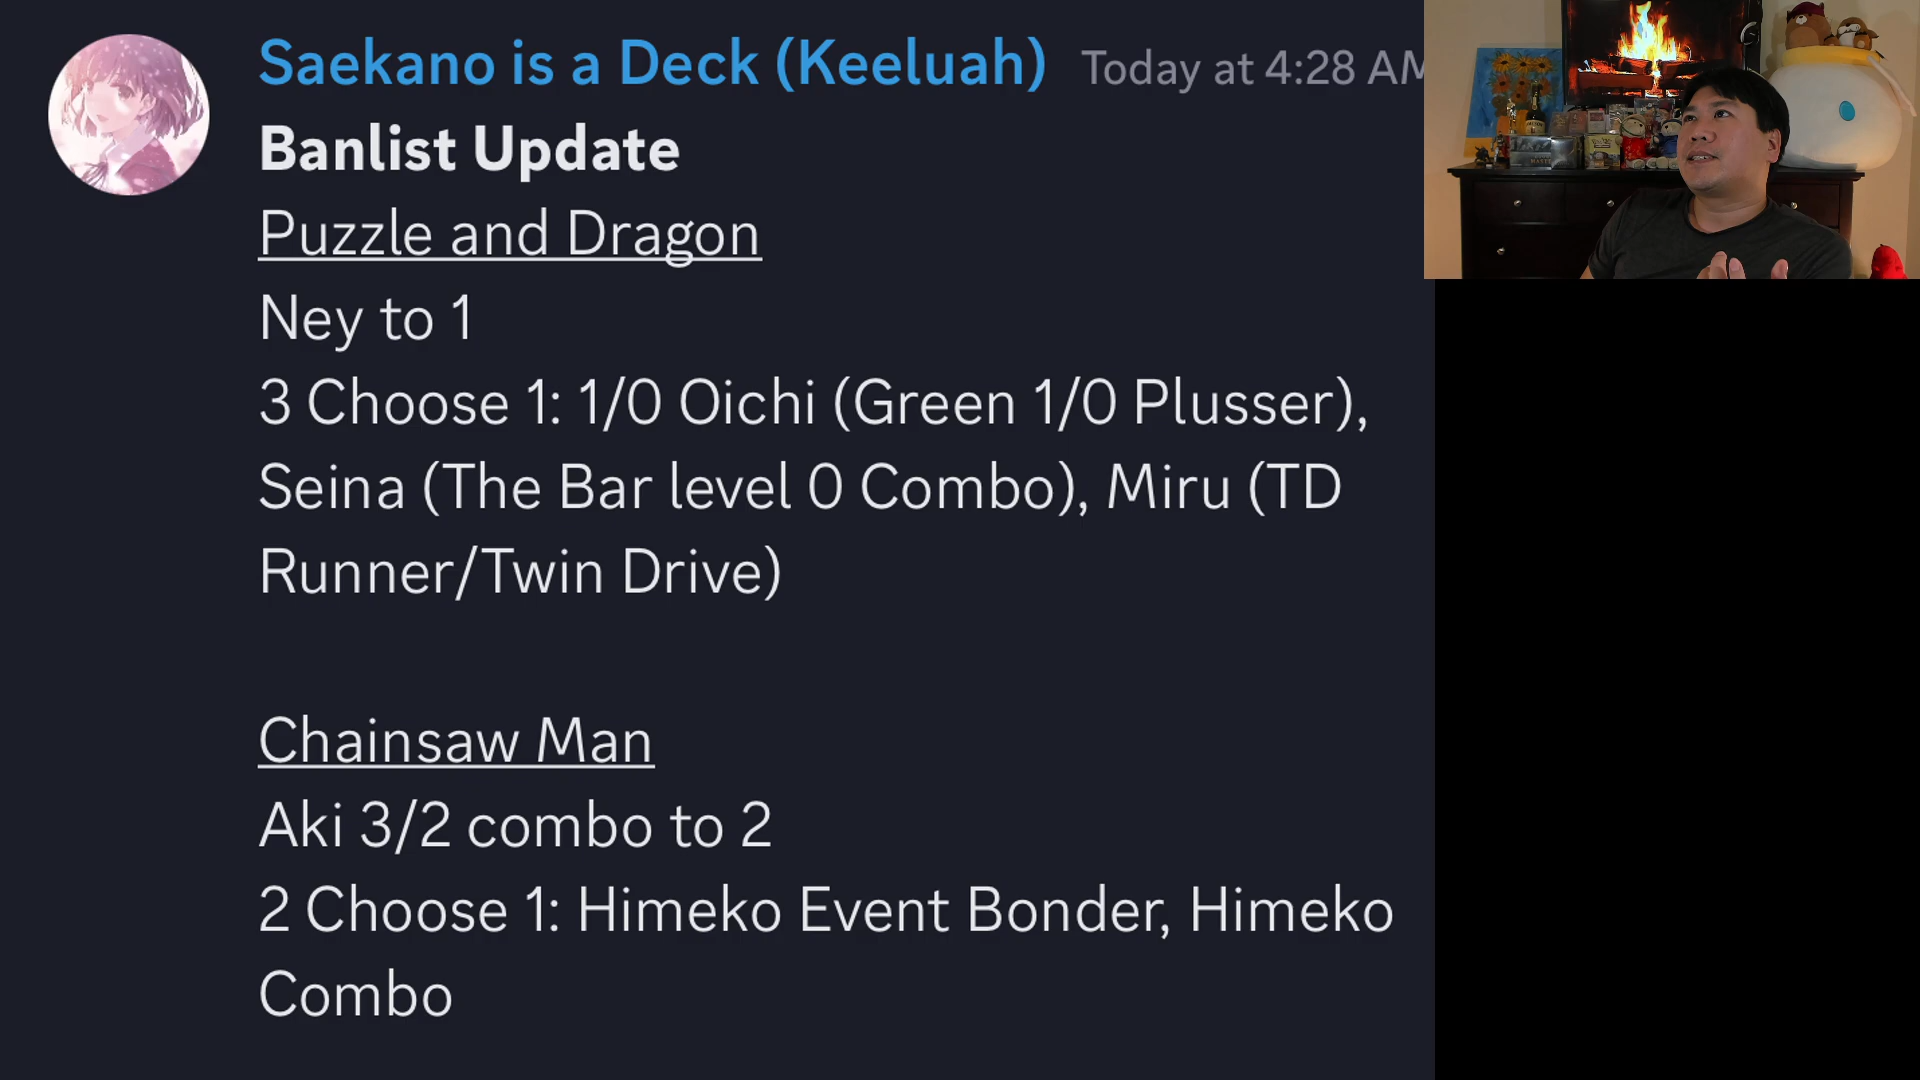 Saekano is a Deck (Keeluah) Today at 4:28 AM
Banlist Update
Puzzle and Dragon
Ney to 1
3 Choose 1: 1/0 Oichi (Green 1/0 Plusser),
Seina (The Bar level 0 Combo), Miru (TD
Runner/Twin Drive)
Chainsaw Man
Aki 3/2 combo to 2
2 Choose 1: Himeko Event Bonder, Himeko
Combo